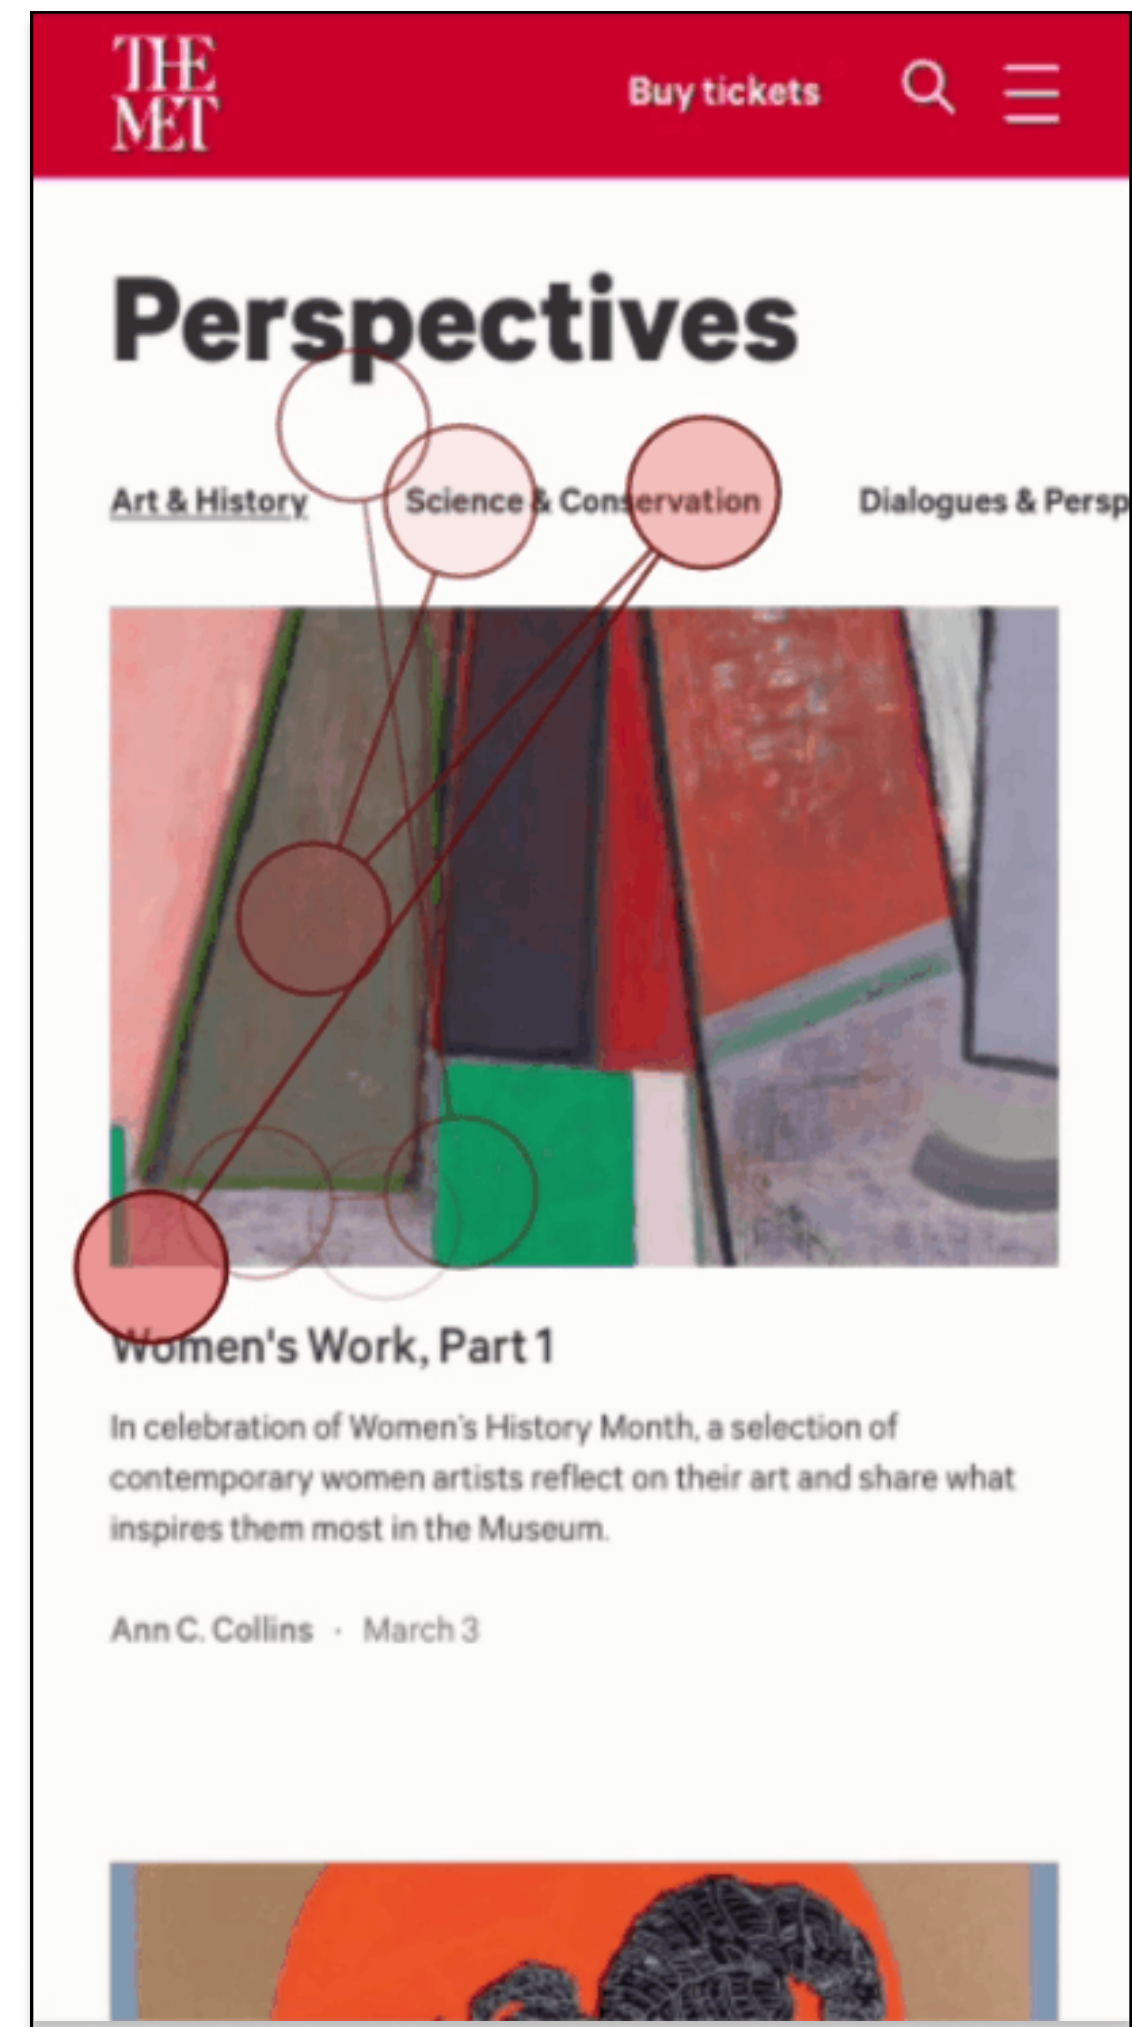 THE
MET
Buy tickets
Perspectives
Art & History Science & Conservation Dialogues & Persp
Women's Work, Part 1
In celebration of Women's History Month, a selection of
contemporary women artists reflect on their art and share what
inspires them most in the Museum.
Ann C. Collins · March 3